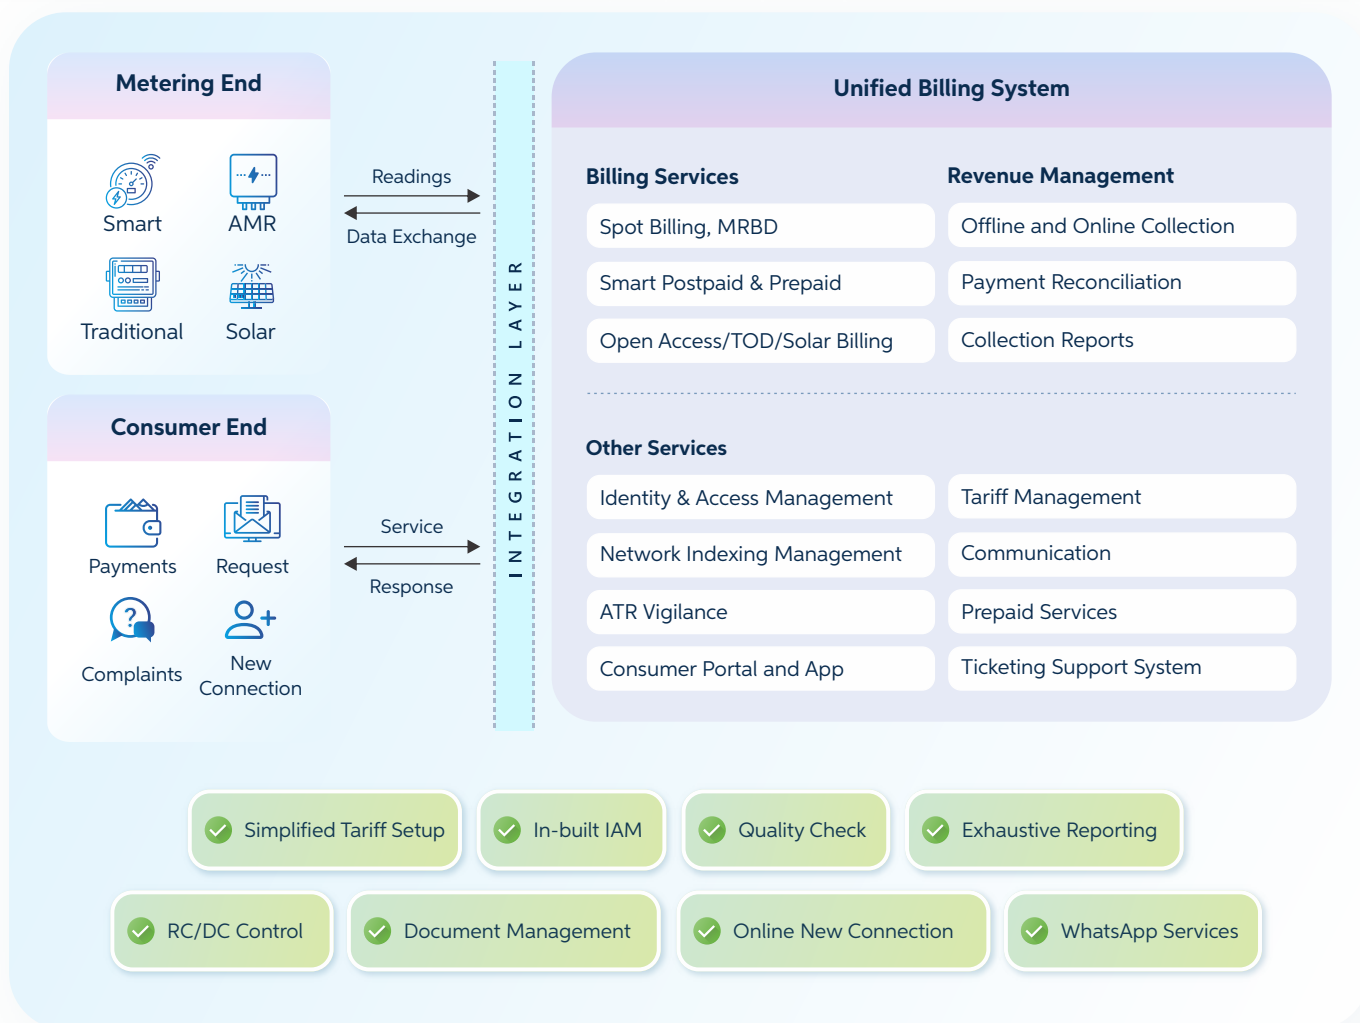 Metering End
Smart
AMR
Traditional
Solar
Readings
Data Exchange
Consumer End
Payments
Request
Complaints
New
Connection
Service
Response
INTEGRATION LAYER
Unified Billing System
Billing Services
Spot Billing, MRBD
Smart Postpaid & Prepaid
Open Access/TOD/Solar Billing
Revenue Management
Offline and Online Collection
Payment Reconciliation
Collection Reports
Other Services
Identity & Access Management
Network Indexing Management
ATR Vigilance
Consumer Portal and App
Tariff Management
Communication
Prepaid Services
Ticketing Support System
Simplified Tariff Setup
In-built IAM
Quality Check
Exhaustive Reporting
RC/DC Control
Document Management
Online New Connection
WhatsApp Services